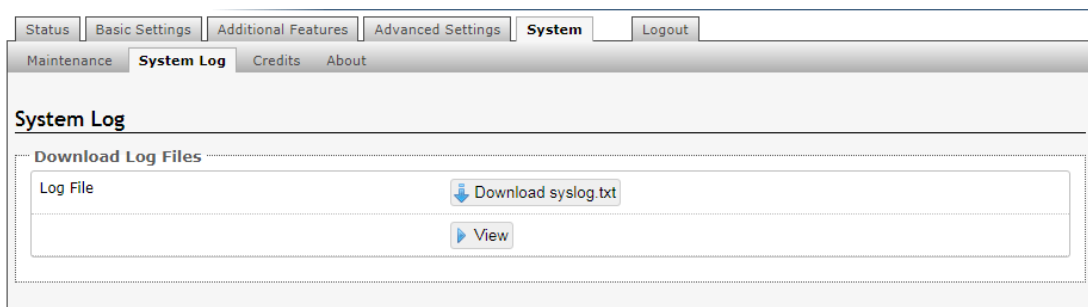 Status Basic Settings Additional Features Advanced Settings System Logout
Maintenance System Log Credits About
System Log
Download Log Files
Log File Download syslog.txt
View